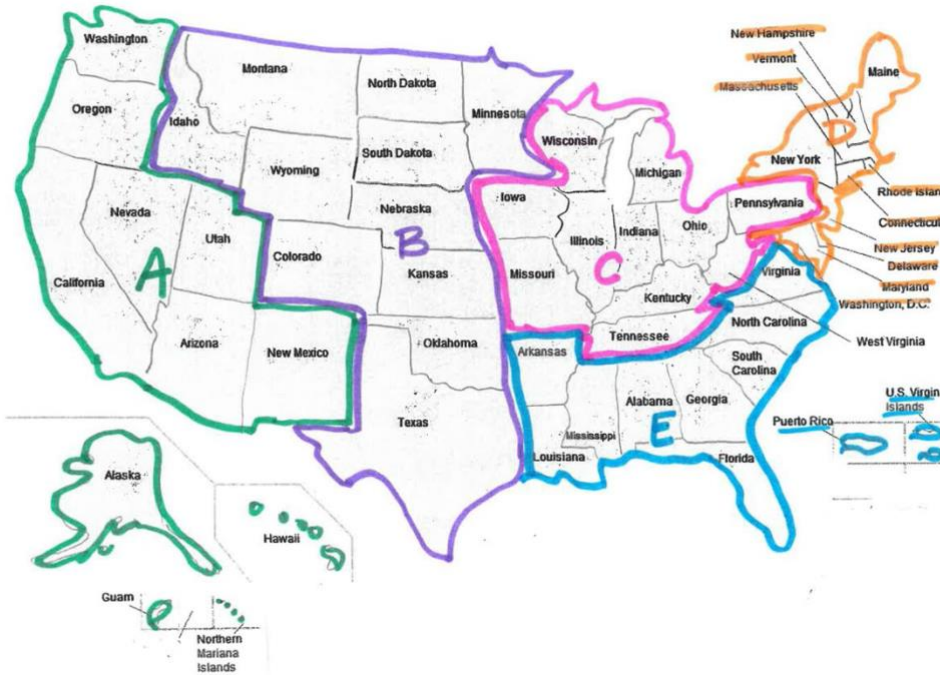 Washington
Oregon
Idaho
Montana
North Dakota
Minnesota
South Dakota
Wyoming
Nebraska
Nevada
Utah
Colorado
Kansas
California
Arizona
New Mexico
Oklahoma
Texas
A
B
Wisconsin
Michigan
Iowa
Illinois
Indiana
Ohio
Missouri
Kentucky
Tennessee
C
New Hampshire
Vermont
Massachusetts
Maine
D
New York
Pennsylvania
Rhode Islan
Connecticut
New Jersey
Delaware
Maryland
Washington, D.C.
West Virginia
Virginia
North Carolina
South
Carolina
Arkansas
Alabama
Georgia
Mississippi
Louisiana
Florida
E
Puerto Rico
U.S. Virgin
Islands
Alaska
Hawaii
Guam
Northern
Mariana
Islands